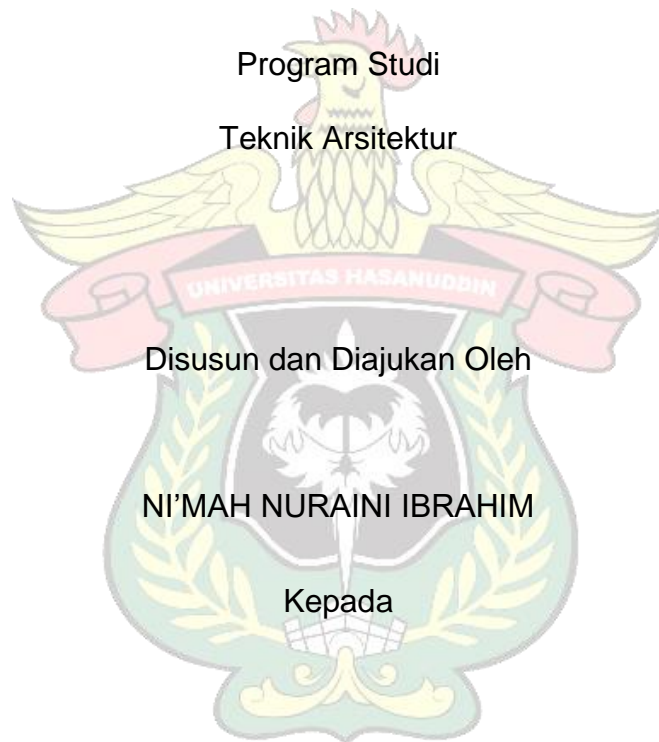 Program Studi
Teknik Arsitektur
UNIVERSITAS HASANUDDIN
Disusun dan Diajukan Oleh
NI’MAH NURAINI IBRAHIM
Kepada